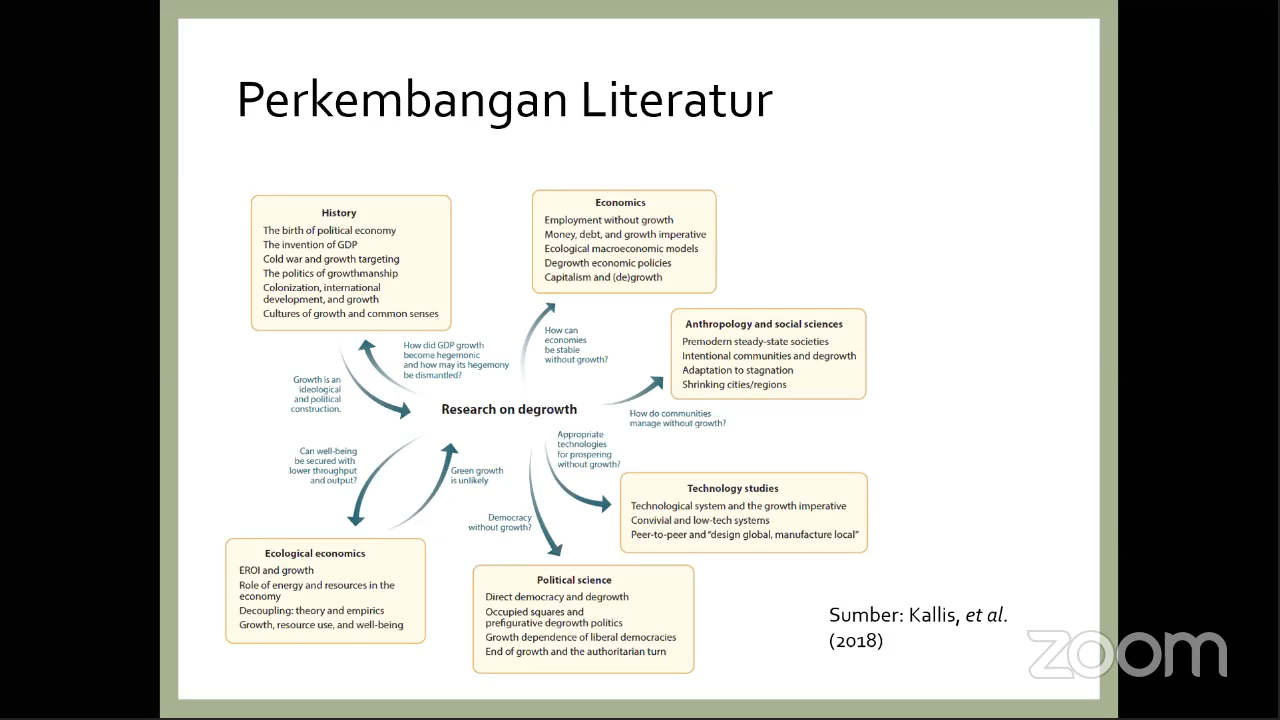 Perkembangan Literatur
History
The birth of political economy
The invention of GDP
Cold war and growth targeting
The politics of growthmanship
Colonization, international
development, and growth
Cultures of growth and common senses
Economics
Employment without growth
Money, debt, and growth imperative
Ecological macroeconomic models
Degrowth economic policies
Capitalism and (de)growth
Anthropology and social sciences
Premodern steady-state societies
Intentional communities and degrowth
Adaptation to stagnation
Shrinking cities/regions
How did GDP growth
become hegemonic
and how may its hegemony
be dismantled?
How can
economies
be stable
without growth?
Growth is an
ideological
and political
construction.
Research on degrowth
How do communities
manage without growth?
Can well-being
be secured with
lower throughput
and output?
Green growth
is unlikely
Appropriate
technologies
for prospering
without growth?
Democracy
without growth?
Technology studies
Technological system and the growth imperative
Convivial and low-tech systems
Peer-to-peer and “design global, manufacture local”
Ecological economics
EROI and growth
Role of energy and resources in the
economy
Decoupling: theory and empirics
Growth, resource use, and well-being
Political science
Direct democracy and degrowth
Occupied squares and
prefigurative degrowth politics
Growth dependence of liberal democracies
End of growth and the authoritarian turn
Sumber: Kallis, et al.
(2018)
zoom